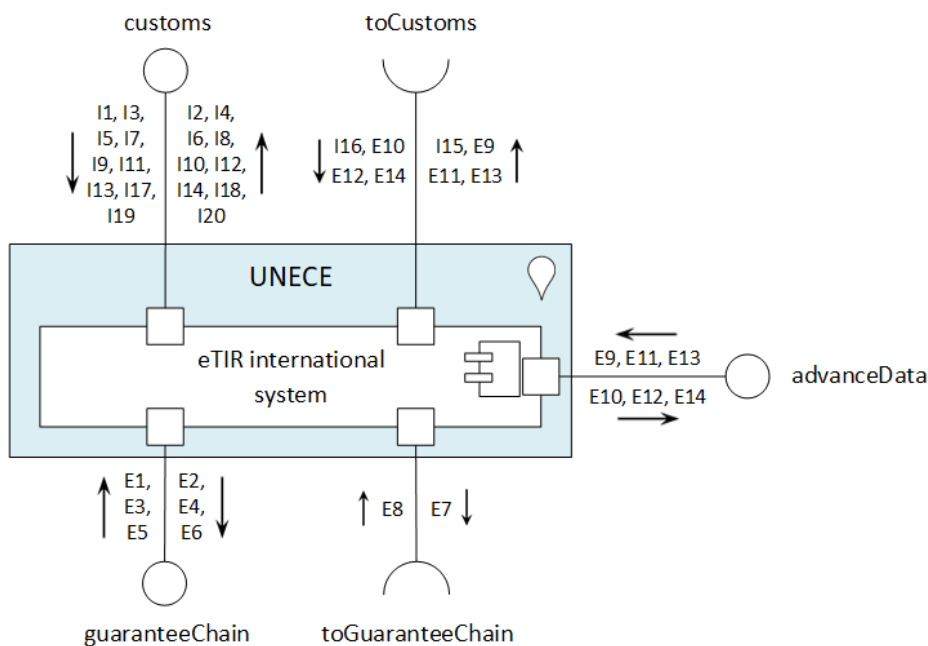 customs
toCustoms
I1, I3,
I5, I7,
I9, I11,
I13, I17,
I19
I2, I4,
I6, I8,
I10, I12,
I14, I18,
I20
I16, E10
E12, E14
I15, E9
E11, E13
UNECE
eTIR international
system
E9, E11, E13
E10, E12, E14
advanceData
E1,
E3,
E5
E2,
E4,
E6
E8
E7
guaranteeChain
toGuaranteeChain